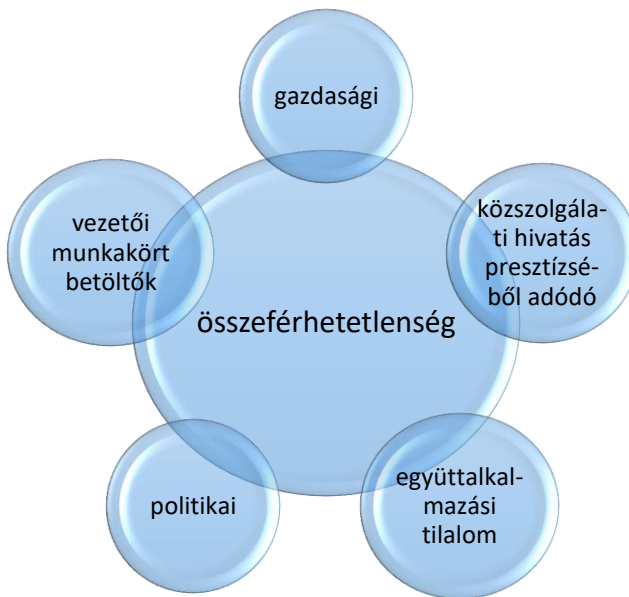 gazdasági
közszolgála-
ti hivatás
presztízsé-
ből adódó
együttalkal-
mazási
tilalom
politikai
vezetői
munkakört
betöltők
összeférhetetlenség